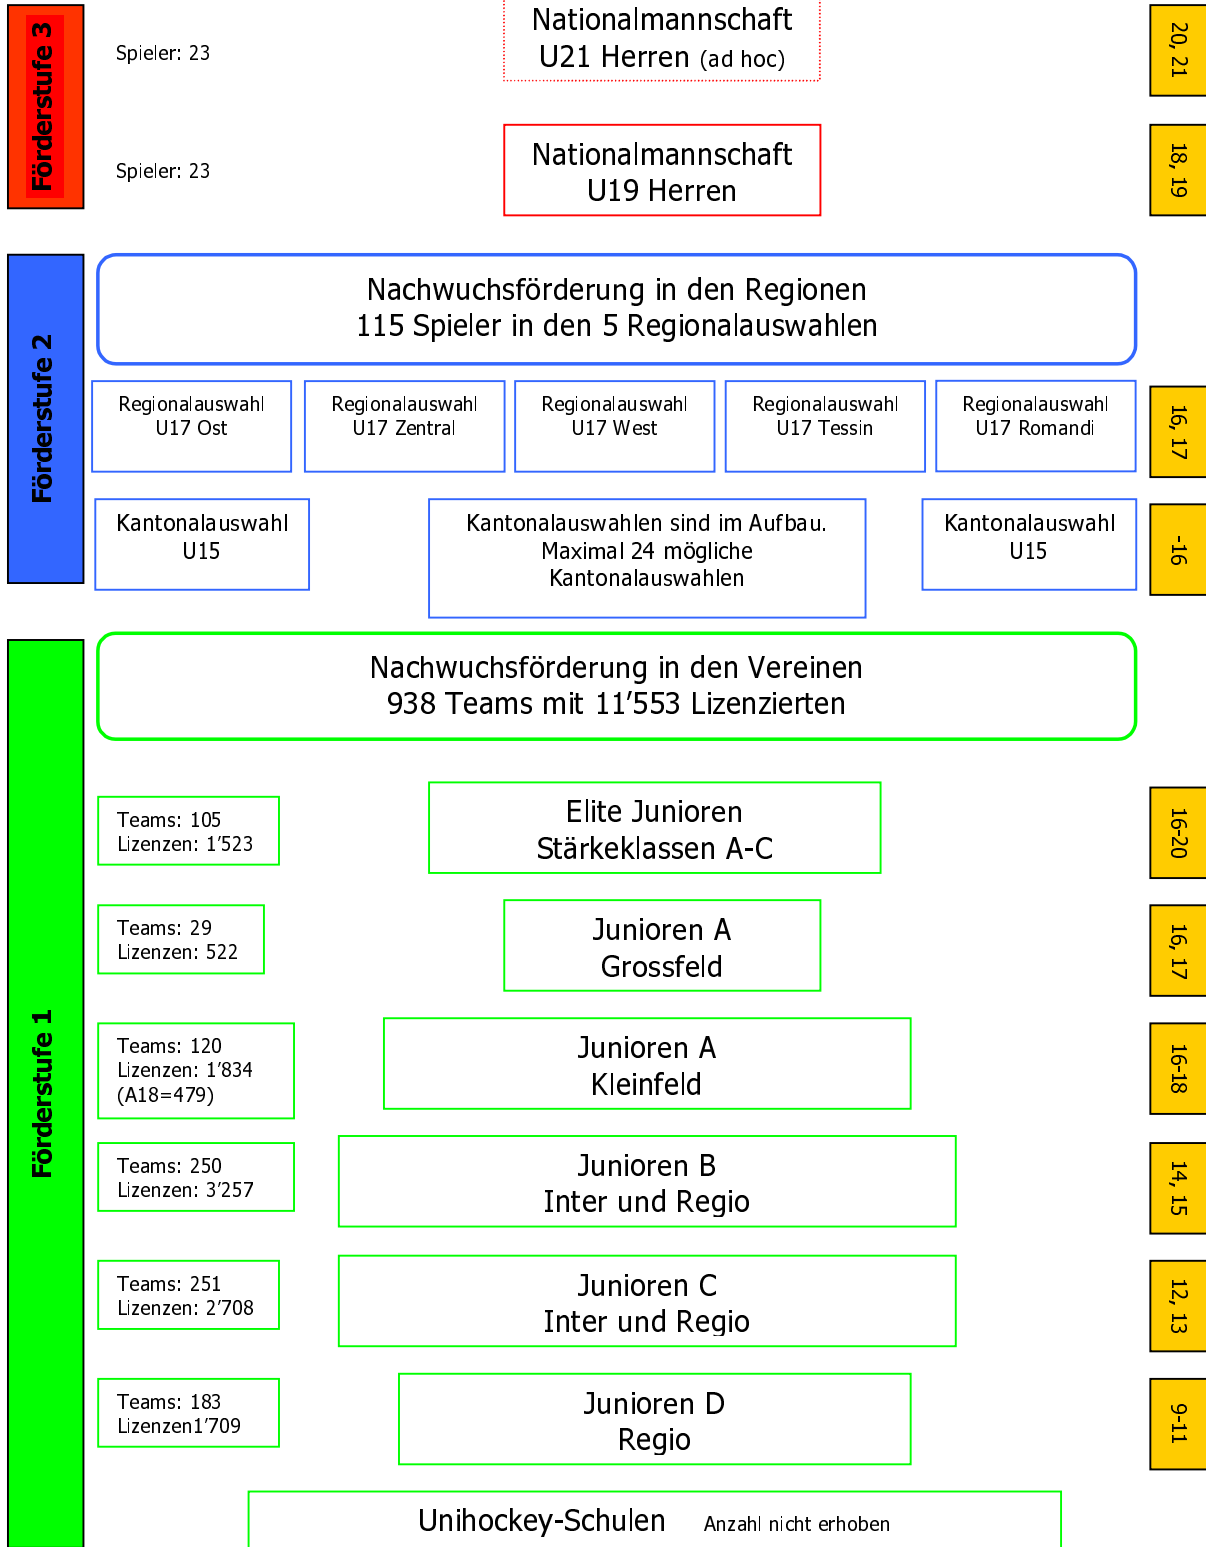 Förderstufe 3
Spieler: 23
Nationalmannschaft
U21 Herren (ad hoc)
20, 21
Spieler: 23
Nationalmannschaft
U19 Herren
18, 19
Förderstufe 2
Nachwuchsförderung in den Regionen
115 Spieler in den 5 Regionalauswahlen
Regionalauswahl
U17 Ost
Regionalauswahl
U17 Zentral
Regionalauswahl
U17 West
Regionalauswahl
U17 Tessin
Regionalauswahl
U17 Romandi
16, 17
Kantonalauswahl
U15
Kantonalauswahlen sind im Aufbau.
Maximal 24 mögliche
Kantonalauswahlen
Kantonalauswahl
U15
-16
Förderstufe 1
Nachwuchsförderung in den Vereinen
938 Teams mit 11’553 Lizenzierten
Teams: 105
Lizenzen: 1’523
Elite Junioren
Stärkeklassen A-C
16-20
Teams: 29
Lizenzen: 522
Junioren A
Grossfeld
16, 17
Teams: 120
Lizenzen: 1’834
(A18=479)
Junioren A
Kleinfeld
16-18
Teams: 250
Lizenzen: 3’257
Junioren B
Inter und Regio
14, 15
Teams: 251
Lizenzen: 2’708
Junioren C
Inter und Regio
12, 13
Teams: 183
Lizenzen1’709
Junioren D
Regio
9-11
Unihockey-Schulen Anzahl nicht erhoben